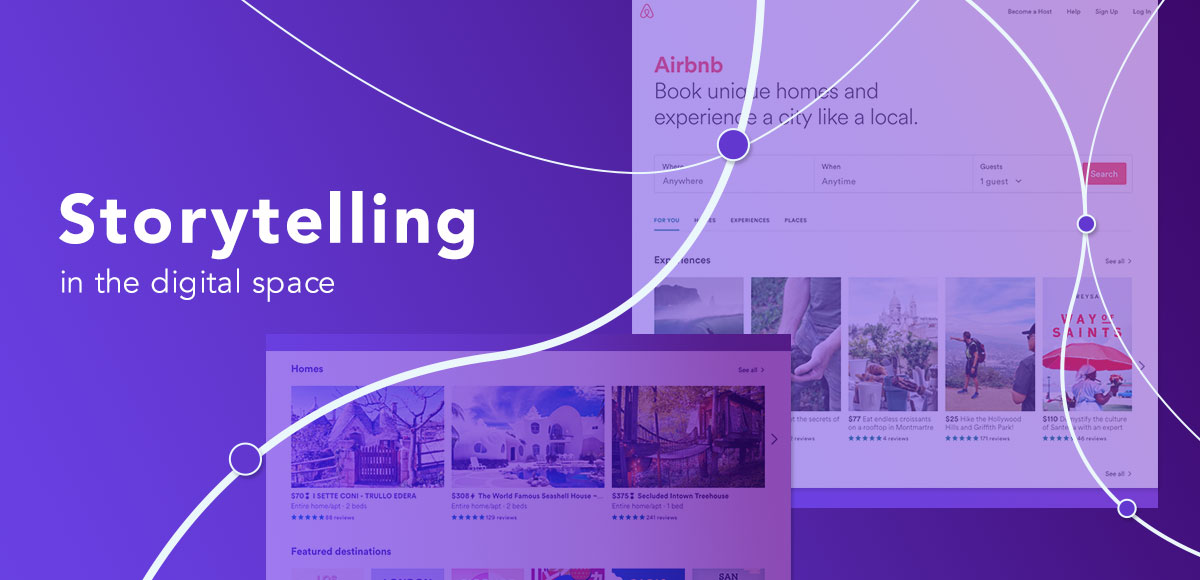 Storytelling
in the digital space
Become a Host Help Sign Up Log In
Airbnb
Book unique homes and
experience a city like a local.
Where When Guests
Anywhere Anytime 1 guest
Search
FOR YOU HOMES EXPERIENCES PLACES
Experiences See all
WAY OF
SAINTS
the secrets of
reviews
$77 Eat endless croissants
on a rooftop in Montmartre
4 reviews
$25 Hike the Hollywood
Hills and Griffith Park!
171 reviews
$110 Demystify the culture
of Santeria with an expert
46 reviews
See all
Homes See all
$70 I SETTE CONI - TRULLO EDERA
Entire home/apt · 2 beds
86 reviews
$308 The World Famous Seashell House ~...
Entire home/apt · 2 beds
129 reviews
$375 Secluded Intown Treehouse
Entire home/apt · 1 bed
241 reviews
Featured destinations
SAN